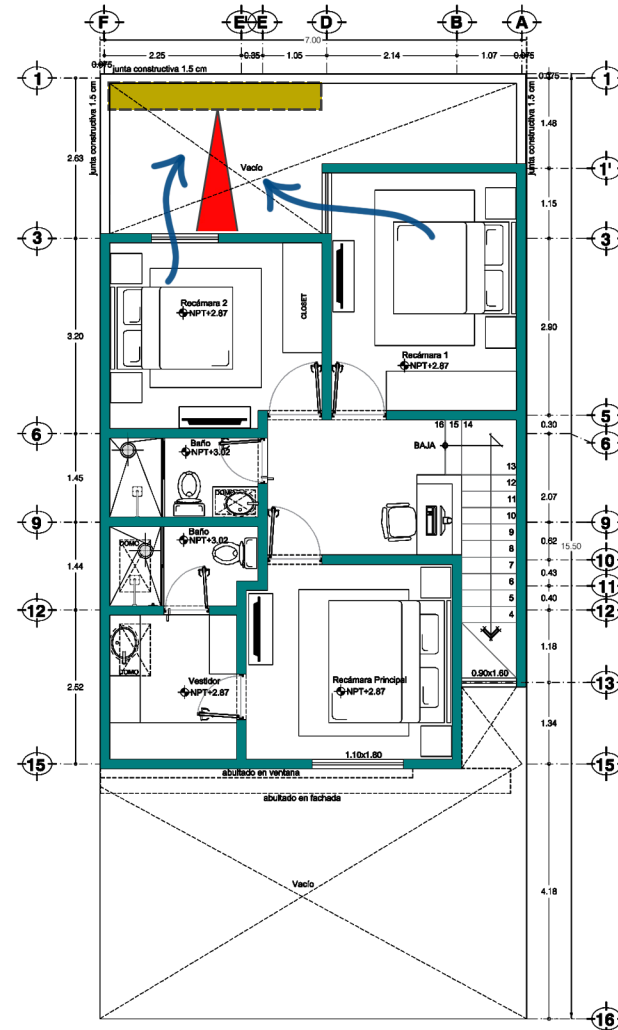 F E' E D B A
7.00
2.25 0.35 1.05 2.14 1.07 0.075
0.075
junta constructiva 1.5 cm
1 1
0.075
junta constructiva 1.5 cm
junta constructiva 1.5 cm
1.48
2.63
Vacío
1'
1.15
3 3
Recámara 2
NPT+2.87
CLOSET
3.20
2.80
Recámara 1
NPT+2.87
5
16 15 14
0.30
6 6
BAJA
Baño
NPT+3.02
1.45
13
12
11
10
9
8
7
6
5
4
2.07
DOMO
9 9
Baño
NPT+3.02
DOMO
0.62
15.50
10
1.44
0.43
11
0.40
12 12
DOMO
1.18
Vestidor
NPT+2.87
Recámara Principal
NPT+2.87
0.90x1.60
13
2.52
1.34
1.10x1.80
15 15
abultado en ventana
abultado en fachada
Vacío
4.18
16